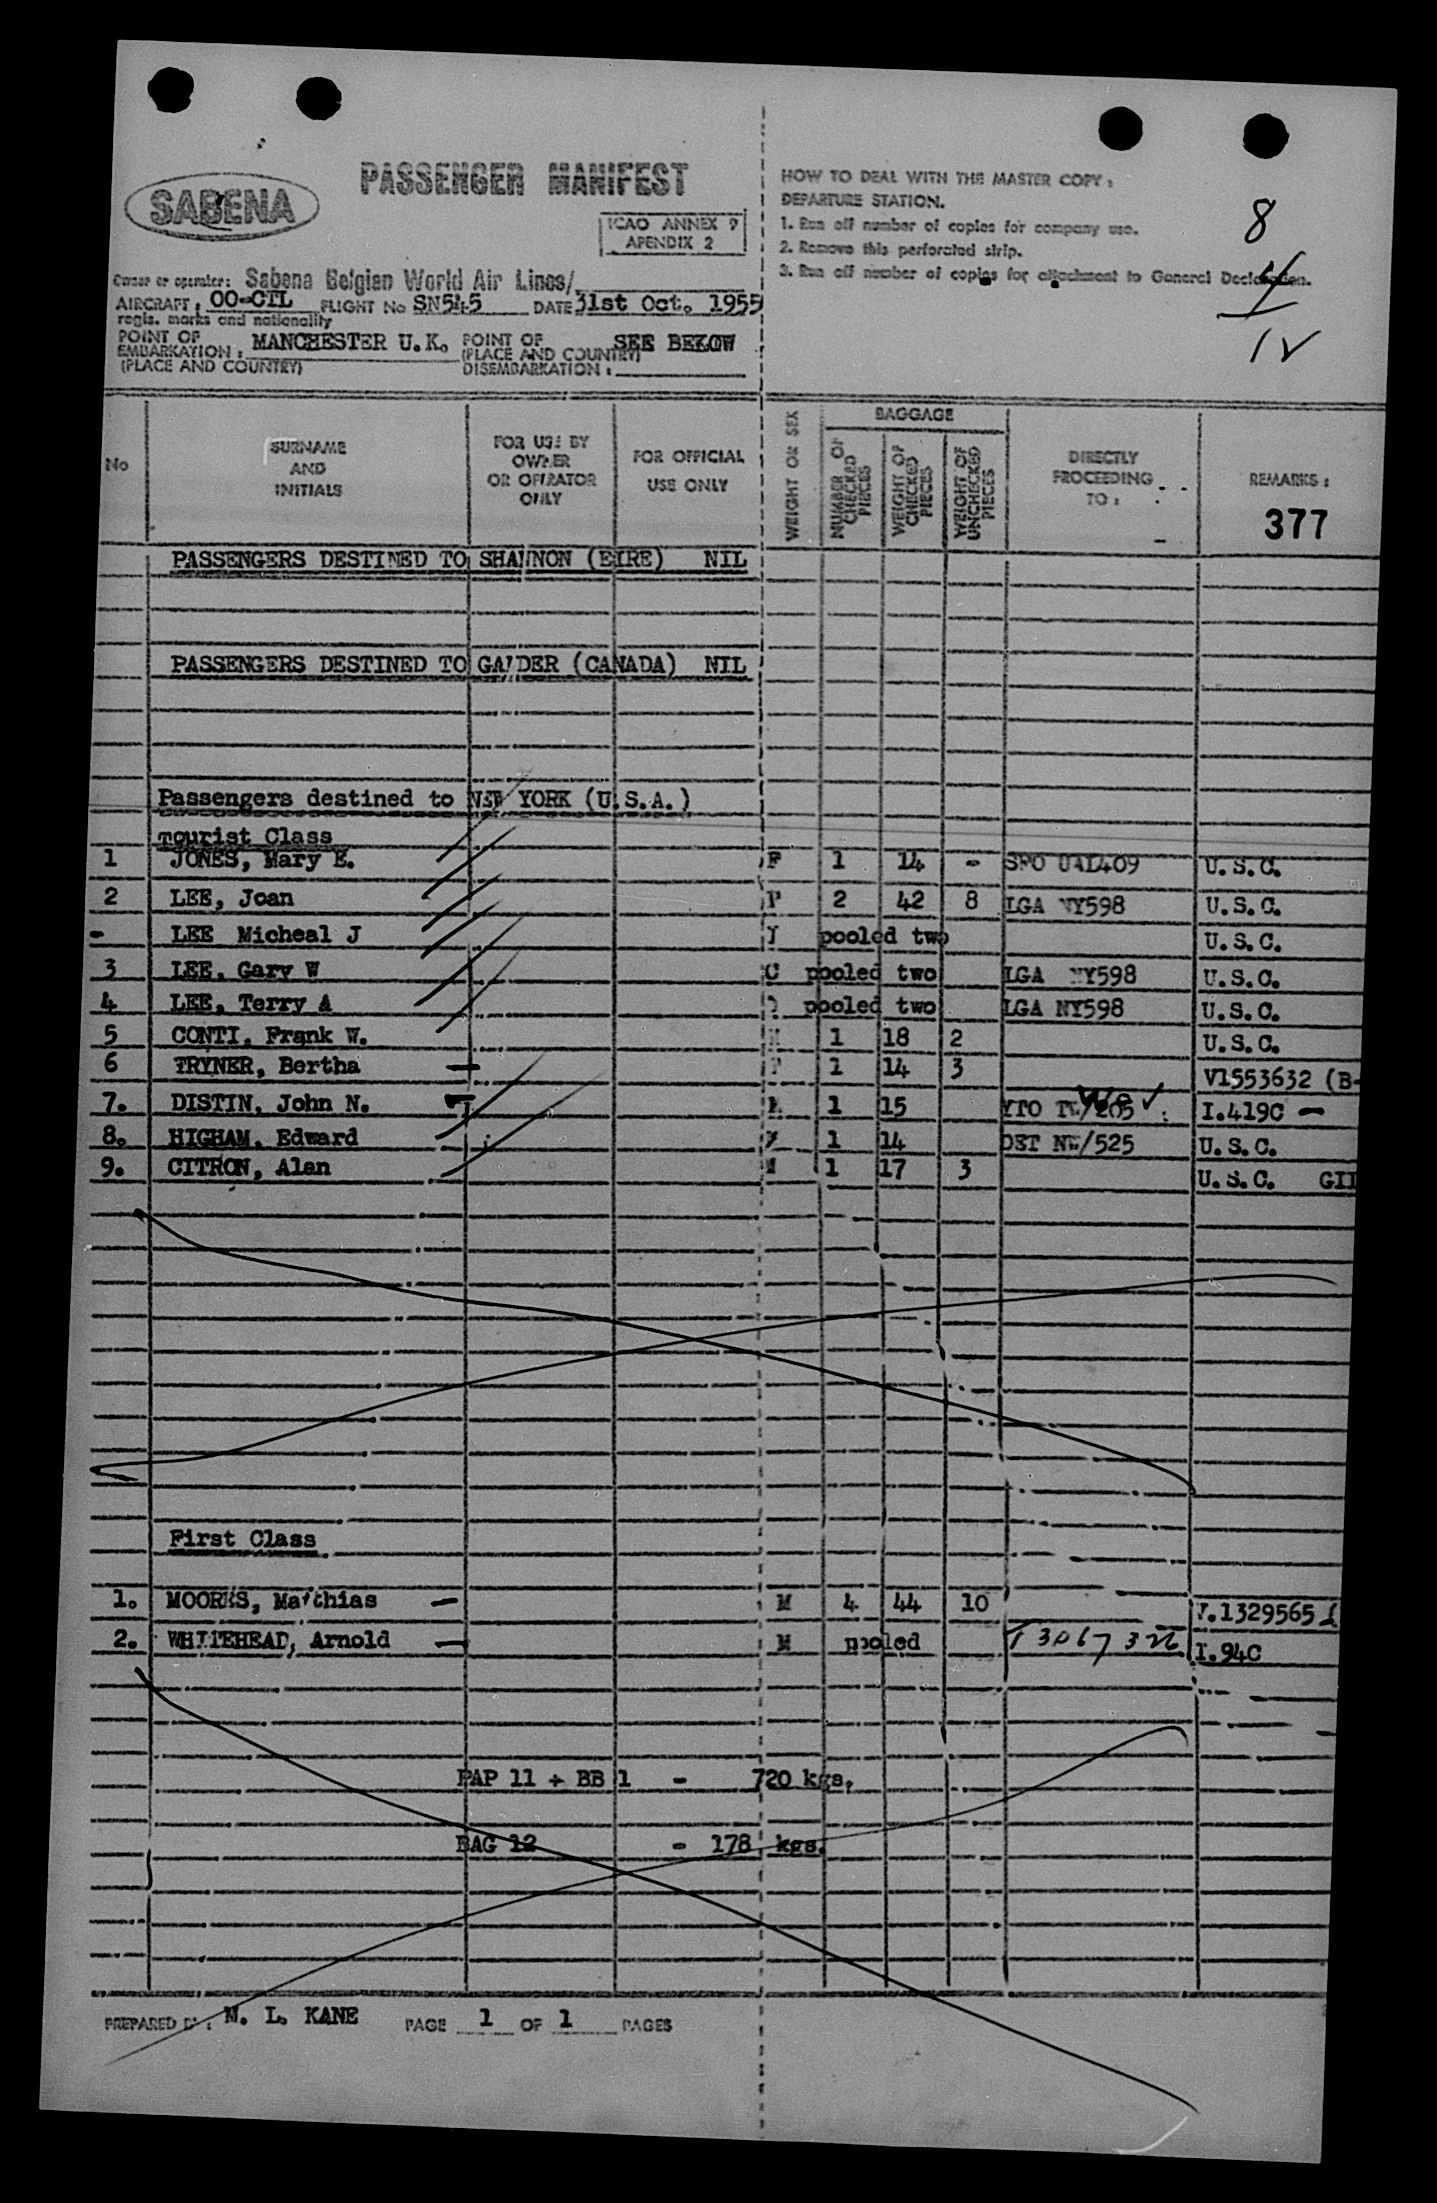 SABENA
PASSENGER MANIFEST
ICAO ANNEX 9
APENDIX 2
HOW TO DEAL WITH THE MASTER COPY :
DEPARTURE STATION.
1. Run off number of copies for company use.
2. Remove this perforated strip.
3. Run off number of copies for attachment to General Declaration.
8
4
12
Owner or operator: Sabena Belgian World Air Lines/
AIRCRAFT : OO-CTL FLIGHT No SN545 DATE 31st Oct. 1955
regis. marks and nationality
POINT OF EMBARKATION : MANCHESTER U.K. POINT OF SEE BELOW
(PLACE AND COUNTRY) (PLACE AND COUNTRY)
DISEMBARKATION :
No
SURNAME AND INITIALS
FOR USE BY OWNER OR OPERATOR ONLY
FOR OFFICIAL USE ONLY
WEIGHT OR SEX
BAGGAGE
NUMBER OF CHECKED PIECES
WEIGHT OF CHECKED PIECES
WEIGHT OF UNCHECKED PIECES
DIRECTLY PROCEEDING TO :
REMARKS :
377
PASSENGERS DESTINED TO SHANNON (EIRE) NIL
PASSENGERS DESTINED TO GANDER (CANADA) NIL
Passengers destined to NEW YORK (U.S.A.)
Tourist Class
1 JONES, Mary E. F 1 14 - SFO UAL409 U.S.C.
2 LEE, Joan F 2 42 8 LGA NY598 U.S.C.
- LEE Micheal J pooled two U.S.C.
3 LEE, Gary W C pooled two LGA NY598 U.S.C.
4 LEE, Terry A pooled two LGA NY598 U.S.C.
5 CONTI, Frank W. M 1 18 2 U.S.C.
6 TRYNER, Bertha F 1 14 3 V1553632 (B-
7. DISTIN, John N. 1 15 YTO I.419C -
8. HIGHAM, Edward 1 14 DET NW/525 U.S.C.
9. CITRON, Alan M 1 17 3 U.S.C. GII
First Class
1. MOORES, Matthias - M 4 44 10 V.1329565
2. WHITEHEAD, Arnold - M pooled I.94C
PAP 11 + BB 1 - 720 kgs.
BAG 12 - 178 kgs.
PREPARED BY : M. L. KANE PAGE 1 OF 1 PAGES